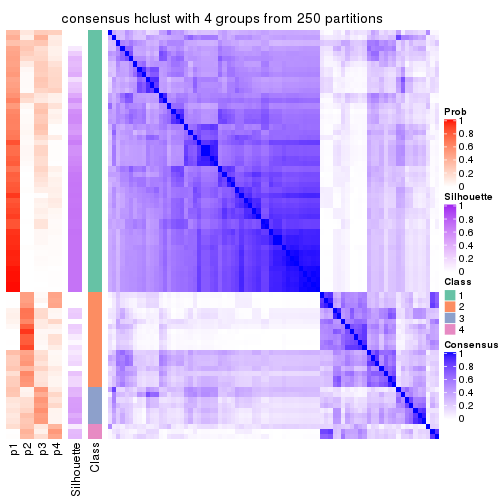 consensus hclust with 4 groups from 250 partitions
Prob
1
0.8
0.6
0.4
0.2
0
Silhouette
1
0.8
0.6
0.4
0.2
0
Class
1
2
3
4
Consensus
1
0.8
0.6
0.4
0.2
0
p1
p2
p3
p4
Silhouette
Class